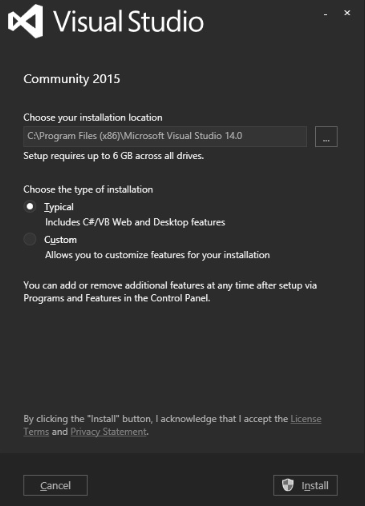 Visual Studio
Community 2015
Choose your installation location
C:\Program Files (x86)\Microsoft Visual Studio 14.0
...
Setup requires up to 6 GB across all drives.
Choose the type of installation
Typical
Includes C#/VB Web and Desktop features
Custom
Allows you to customize features for your installation
You can add or remove additional features at any time after setup via
Programs and Features in the Control Panel.
By clicking the "Install" button, I acknowledge that I accept the License
Terms and Privacy Statement.
Cancel
Install